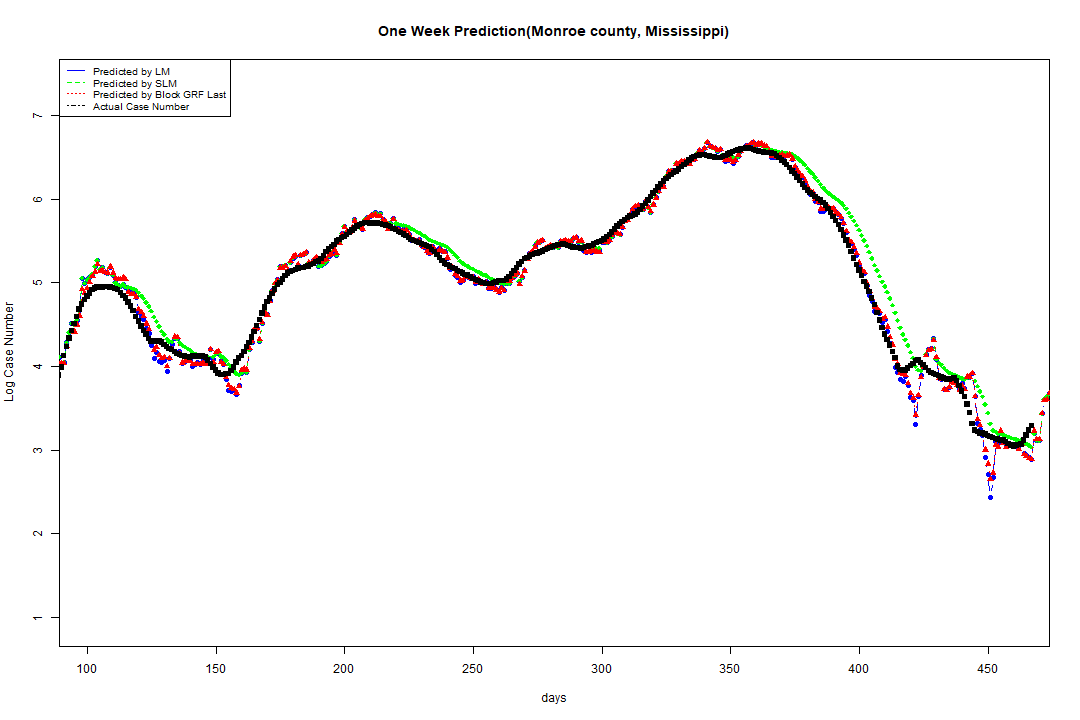 One Week Prediction(Monroe county, Mississippi)
Predicted by LM
Predicted by SLM
Predicted by Block GRF Last
Actual Case Number
7
6
5
4
3
2
1
Log Case Number
100 150 200 250 300 350 400 450
days